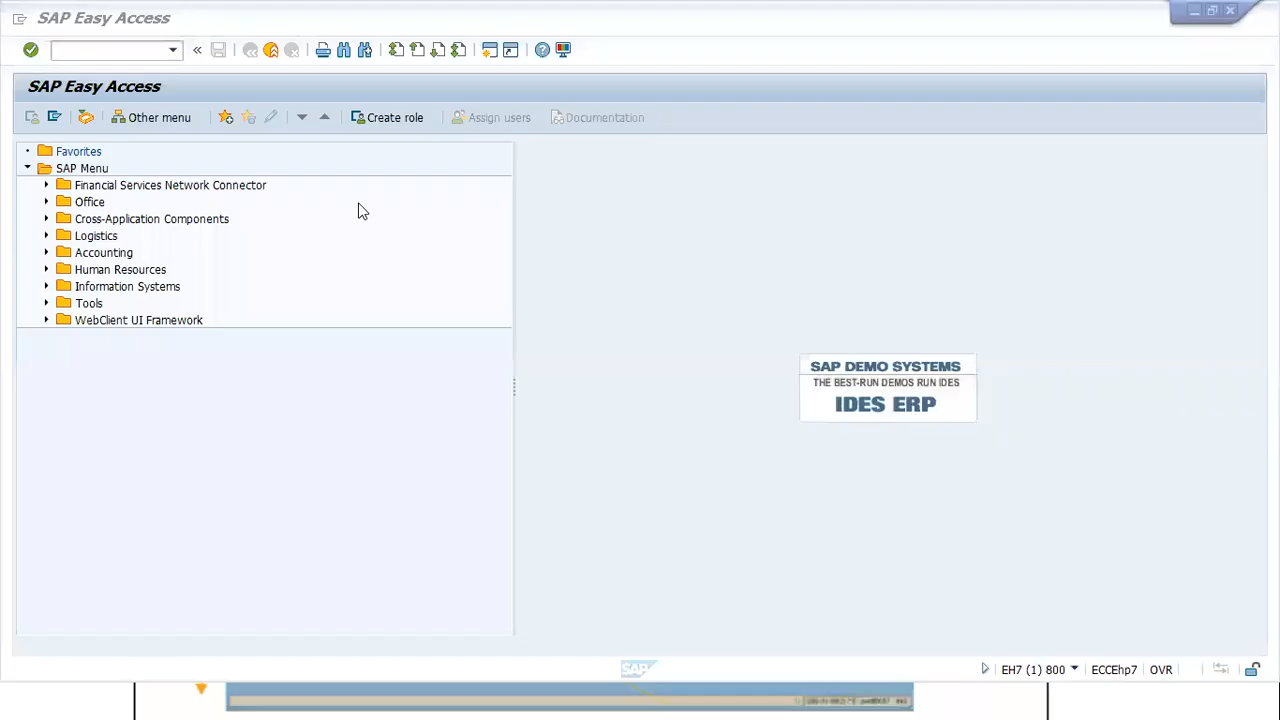 SAP Easy Access
SAP Easy Access
Other menu
Create role
Assign users
Documentation
Favorites
SAP Menu
Financial Services Network Connector
Office
Cross-Application Components
Logistics
Accounting
Human Resources
Information Systems
Tools
WebClient UI Framework
SAP DEMO SYSTEMS
THE BEST-RUN DEMOS RUN IDES
IDES ERP
SAP
EH7 (1) 800
ECCEhp7
OVR